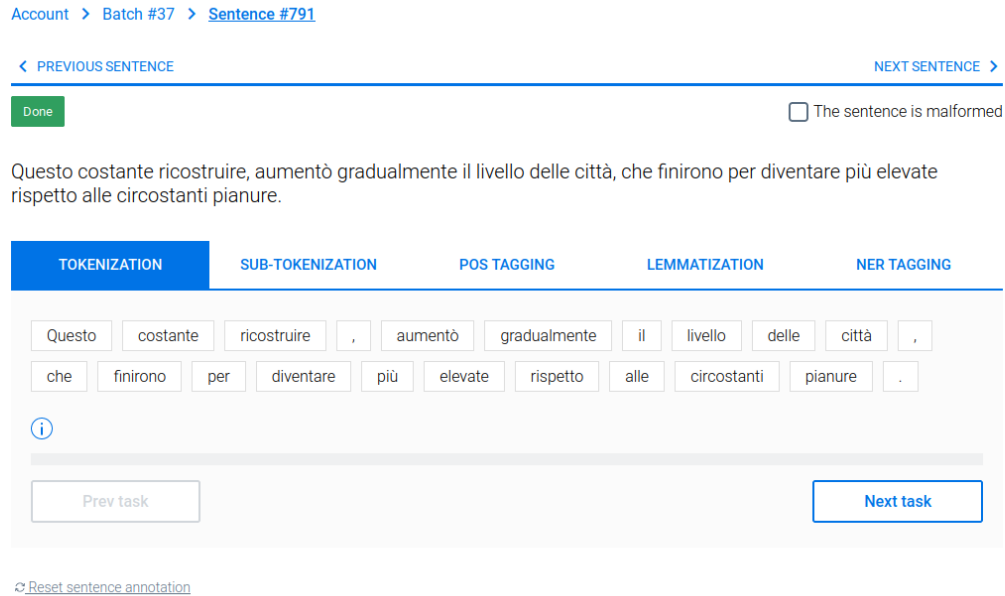 Account > Batch #37 > Sentence #791
< PREVIOUS SENTENCE NEXT SENTENCE >
Done The sentence is malformed
Questo costante ricostruire, aumentò gradualmente il livello delle città, che finirono per diventare più elevate
rispetto alle circostanti pianure.
TOKENIZATION SUB-TOKENIZATION POS TAGGING LEMMATIZATION NER TAGGING
Questo costante ricostruire , aumentò gradualmente il livello delle città ,
che finirono per diventare più elevate rispetto alle circostanti pianure .
Prev task Next task
Reset sentence annotation